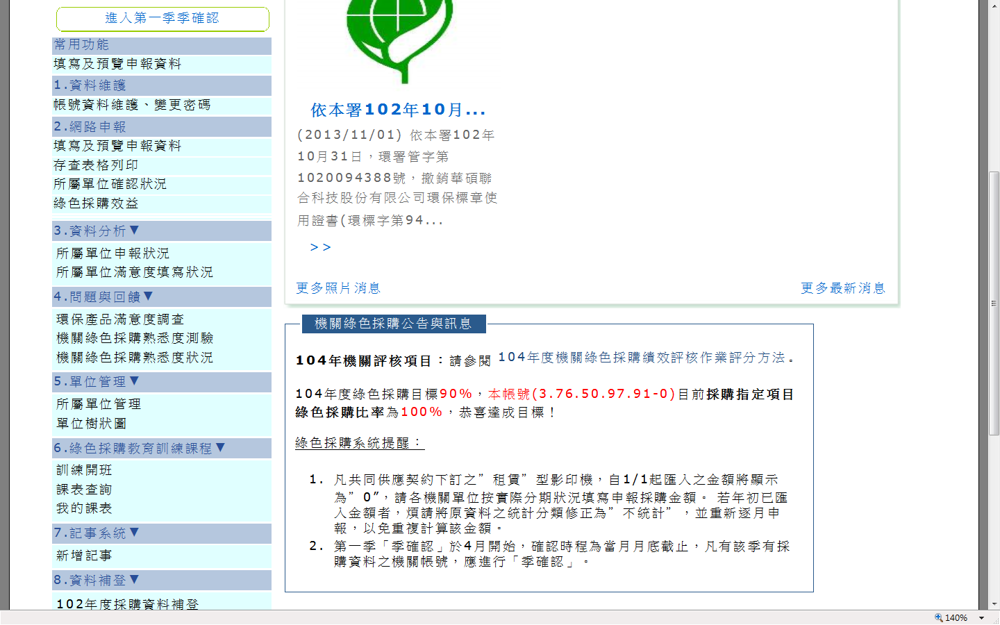 進入第一季季確認
常用功能
填寫及預覽申報資料
1.資料維護
帳號資料維護、變更密碼
2.網路申報
填寫及預覽申報資料
存查表格列印
所屬單位確認狀況
綠色採購效益
3.資料分析▼
所屬單位申報狀況
所屬單位滿意度填寫狀況
4.問題與回饋▼
環保產品滿意度調查
機關綠色採購熟悉度測驗
機關綠色採購熟悉度狀況
5.單位管理▼
所屬單位管理
單位樹狀圖
6.綠色採購教育訓練課程▼
訓練開班
課表查詢
我的課表
7.記事系統▼
新增記事
8.資料補登▼
102年度採購資料補登
依本署102年10月...
(2013/11/01) 依本署102年
10月31日，環署管字第
1020094388號，撤銷華碩聯
合科技股份有限公司環保標章使
用證書(環標字第94...
>>
更多照片消息
更多最新消息
機關綠色採購公告與訊息
104年機關評核項目：請參閱 104年度機關綠色採購績效評核作業評分方法。
104年度綠色採購目標90%，本帳號(3.76.50.97.91-0)目前採購指定項目
綠色採購比率為100%，恭喜達成目標！
綠色採購系統提醒：
1. 凡共同供應契約下訂之”租賃”型影印機，自1/1起匯入之金額將顯示
為”0”，請各機關單位按實際分期狀況填寫申報採購金額。 若年初已匯
入金額者，煩請將原資料之統計分類修正為”不統計”，並重新逐月申
報，以免重複計算該金額。
2. 第一季「季確認」於4月開始，確認時程為當月月底截止，凡有該季有採
購資料之機關帳號，應進行「季確認」。
140%